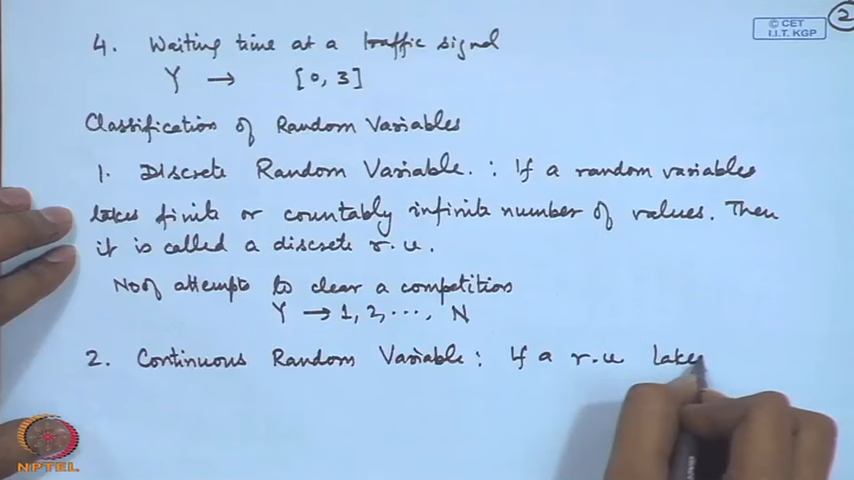 2
© CET
I.I.T. KGP
4. Waiting time at a traffic signal
Y → [0, 3]
Classification of Random Variables
1. Discrete Random Variable. : If a random variables
takes finite or countably infinite number of values. Then
it is called a discrete r.v.
No of attempts to clear a competition
Y → 1, 2, ..., N
2. Continuous Random Variable : If a r.v takes
NPTEL